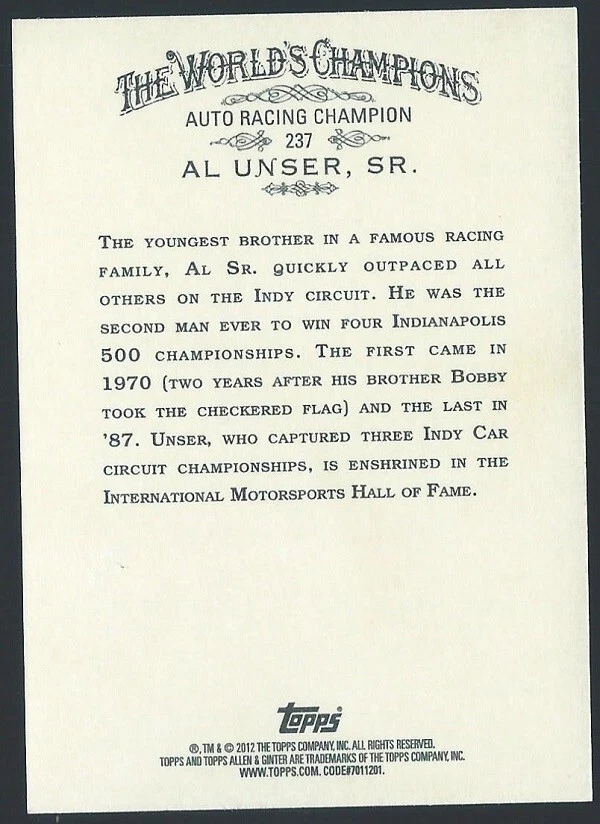 THE WORLD'S CHAMPIONS
AUTO RACING CHAMPION
237
AL UNSER, SR.
THE YOUNGEST BROTHER IN A FAMOUS RACING
FAMILY, AL SR. QUICKLY OUTPACED ALL
OTHERS ON THE INDY CIRCUIT. HE WAS THE
SECOND MAN EVER TO WIN FOUR INDIANAPOLIS
500 CHAMPIONSHIPS. THE FIRST CAME IN
1970 (TWO YEARS AFTER HIS BROTHER BOBBY
TOOK THE CHECKERED FLAG) AND THE LAST IN
'87. UNSER, WHO CAPTURED THREE INDY CAR
CIRCUIT CHAMPIONSHIPS, IS ENSHRINED IN THE
INTERNATIONAL MOTORSPORTS HALL OF FAME.
Topps
®, TM & © 2012 THE TOPPS COMPANY, INC. ALL RIGHTS RESERVED.
TOPPS AND TOPPS ALLEN & GINTER ARE TRADEMARKS OF THE TOPPS COMPANY, INC.
WWW.TOPPS.COM. CODE#7011201.